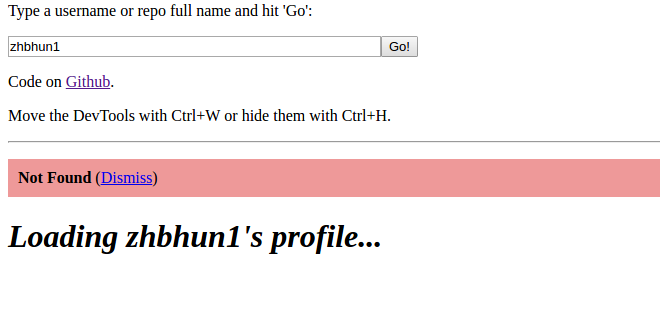 Type a username or repo full name and hit 'Go':
zhbhun1 Go!
Code on Github.
Move the DevTools with Ctrl+W or hide them with Ctrl+H.
Not Found (Dismiss)
Loading zhbhun1's profile...